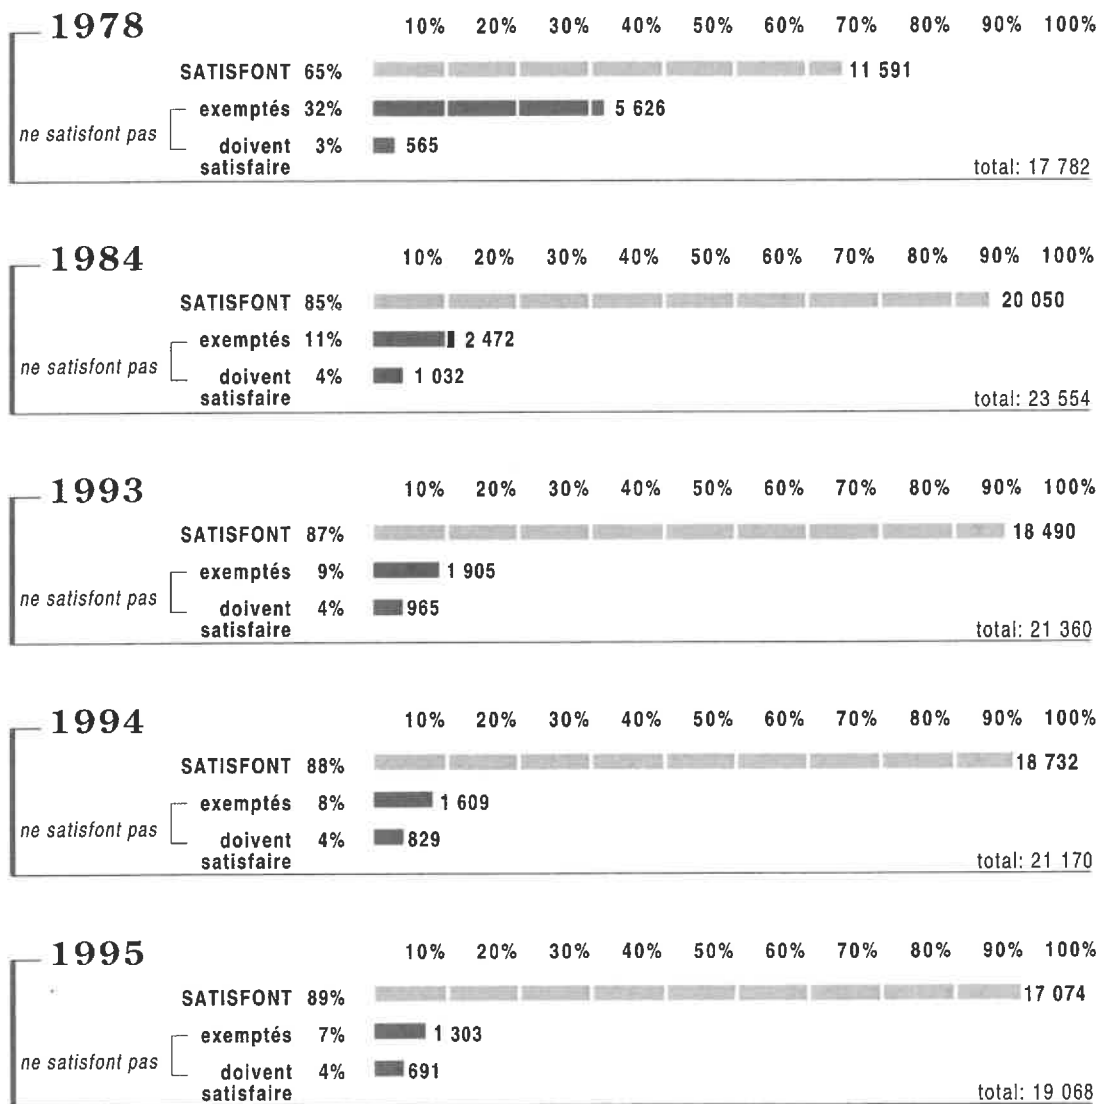 1978 10% 20% 30% 40% 50% 60% 70% 80% 90% 100%
SATISFONT 65% 11 591
ne satisfont pas
exemptés 32% 5 626
doivent 3% 565
satisfaire
total: 17 782
1984 10% 20% 30% 40% 50% 60% 70% 80% 90% 100%
SATISFONT 85% 20 050
ne satisfont pas
exemptés 11% 2 472
doivent 4% 1 032
satisfaire
total: 23 554
1993 10% 20% 30% 40% 50% 60% 70% 80% 90% 100%
SATISFONT 87% 18 490
ne satisfont pas
exemptés 9% 1 905
doivent 4% 965
satisfaire
total: 21 360
1994 10% 20% 30% 40% 50% 60% 70% 80% 90% 100%
SATISFONT 88% 18 732
ne satisfont pas
exemptés 8% 1 609
doivent 4% 829
satisfaire
total: 21 170
1995 10% 20% 30% 40% 50% 60% 70% 80% 90% 100%
SATISFONT 89% 17 074
ne satisfont pas
exemptés 7% 1 303
doivent 4% 691
satisfaire
total: 19 068